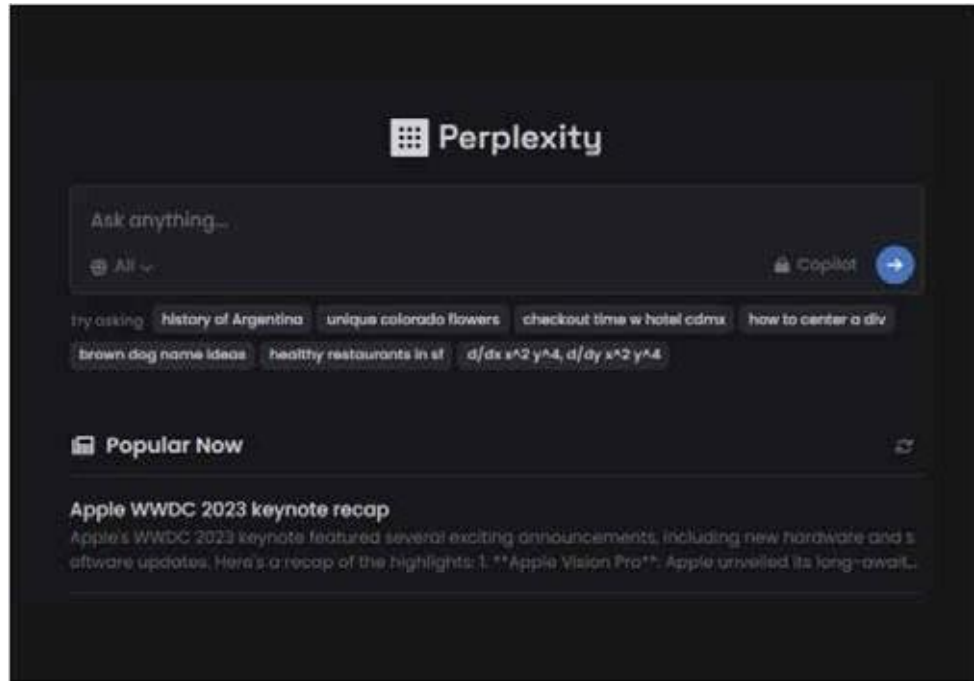 Perplexity
Ask anything...
All
Copilot
try asking history of Argentina unique colorado flowers checkout time w hotel cdmx how to center a div
brown dog name ideas healthy restaurants in sf d/dx x^2 y^4, d/dy x^2 y^4
Popular Now
Apple WWDC 2023 keynote recap
Apple's WWDC 2023 keynote featured several exciting announcements, including new hardware and s
oftware updates. Here's a recap of the highlights: 1. **Apple Vision Pro**: Apple unveiled its long-await...